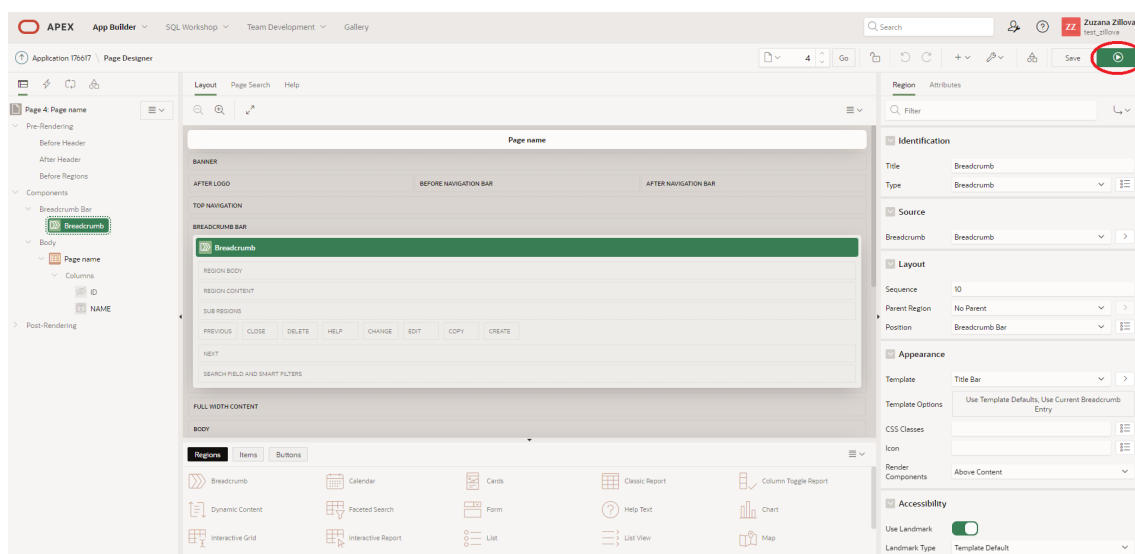 APEX App Builder SQL Workshop Team Development Gallery Search ZZ Zuzana Zillova
test_zillova
Application 176617 \ Page Designer 4 Go Save
Layout Page Search Help
Region Attributes
Page 4: Page name
Filter
Pre-Rendering
Before Header
After Header
Before Regions
Components
Breadcrumb Bar
Breadcrumb
Body
Page name
Columns
ID
NAME
Post-Rendering
Page name
BANNER
AFTER LOGO BEFORE NAVIGATION BAR AFTER NAVIGATION BAR
TOP NAVIGATION
BREADCRUMB BAR
Breadcrumb
REGION BODY
REGION CONTENT
SUB REGIONS
PREVIOUS CLOSE DELETE HELP CHANGE EDIT COPY CREATE
NEXT
SEARCH FIELD AND SMART FILTERS
FULL WIDTH CONTENT
BODY
Regions Items Buttons
Breadcrumb Calendar Cards Classic Report Column Toggle Report
Dynamic Content Faceted Search Form Help Text Chart
Interactive Grid Interactive Report List List View Map
Identification
Title Breadcrumb
Type Breadcrumb
Source
Breadcrumb Breadcrumb
Layout
Sequence 10
Parent Region No Parent
Position Breadcrumb Bar
Appearance
Template Title Bar
Template Options Use Template Defaults, Use Current Breadcrumb
Entry
CSS Classes
Icon
Render
Components Above Content
Accessibility
Use Landmark
Landmark Type Template Default